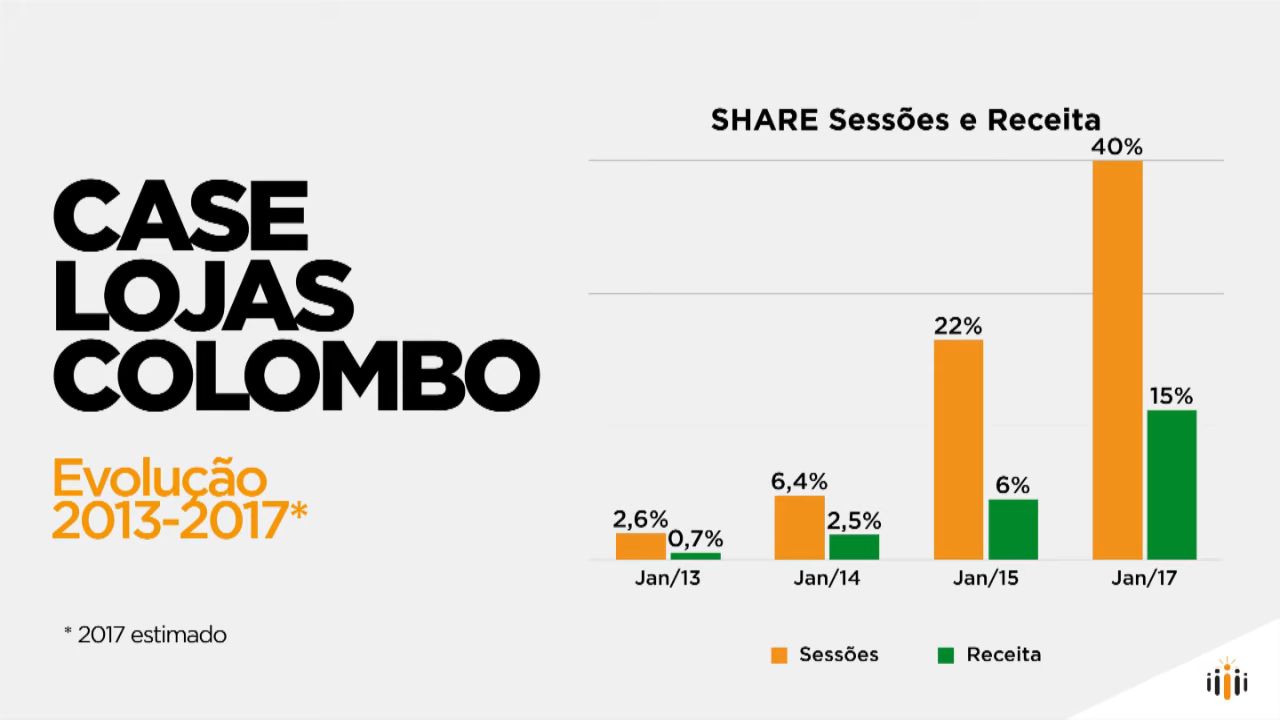 CASE
LOJAS
COLOMBO
Evolução
2013-2017*
* 2017 estimado
SHARE Sessões e Receita
40%
22%
15%
6,4%
6%
2,6%
2,5%
0,7%
Jan/13 Jan/14 Jan/15 Jan/17
Sessões Receita